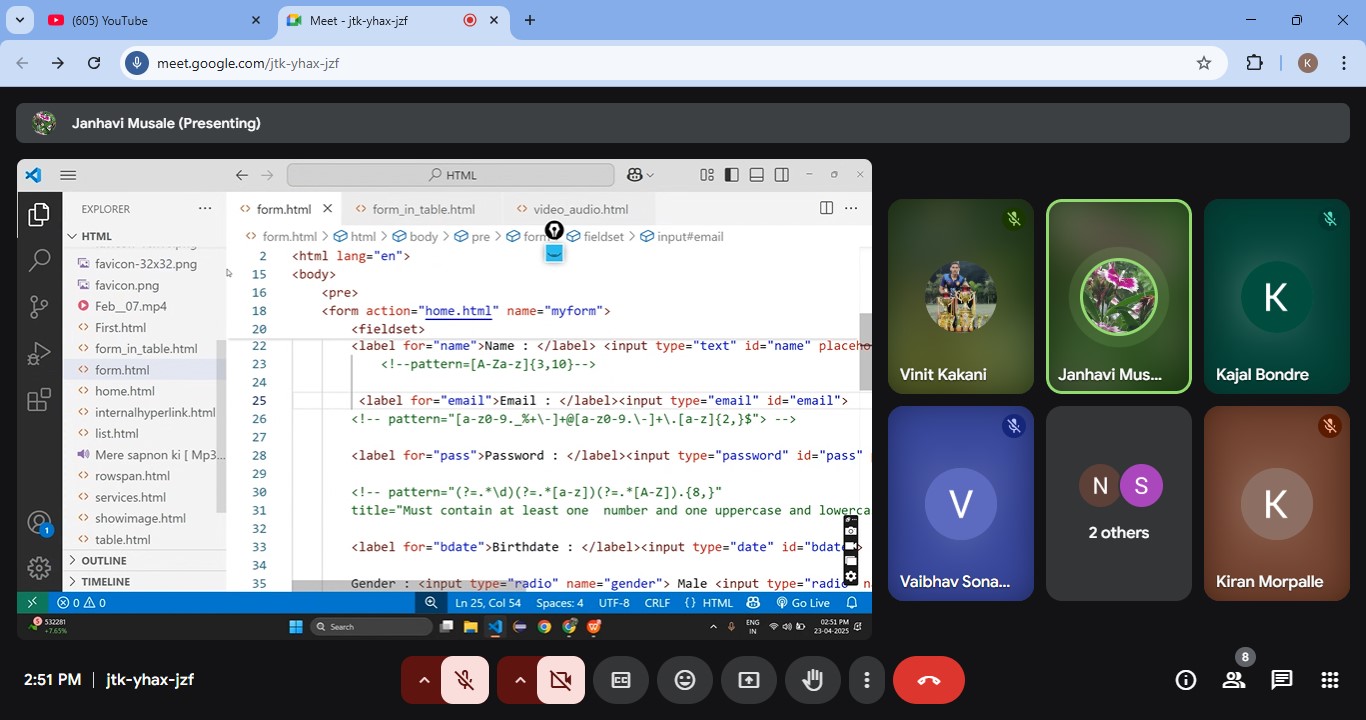 (605) YouTube
Meet - jtk-yhax-jzf
meet.google.com/jtk-yhax-jzf
K
Janhavi Musale (Presenting)
HTML
EXPLORER
form.html
form_in_table.html
video_audio.html
HTML
form.html > html > body > pre > for > fieldset > input#email
favicon-32x32.png
favicon.png
Feb__07.mp4
First.html
form_in_table.html
form.html
home.html
internalhyperlink.html
list.html
Mere sapnon ki [ Mp3...
rowspan.html
services.html
showimage.html
table.html
OUTLINE
TIMELINE
1
2 <html lang="en">
15 <body>
16 <pre>
18 <form action="home.html" name="myform">
20 <fieldset>
22 <label for="name">Name : </label> <input type="text" id="name" placeho
23 <!--pattern=[A-Za-z]{3,10}-->
24
25 <label for="email">Email : </label><input type="email" id="email">
26 <!-- pattern="[a-z0-9._%+\-]+@[a-z0-9.\-]+\.[a-z]{2,}$"> -->
27
28 <label for="pass">Password : </label><input type="password" id="pass"
29
30 <!-- pattern="(?=.*\d)(?=.*[a-z])(?=.*[A-Z]).{8,}"
31 title="Must contain at least one  number and one uppercase and lowerca
32
33 <label for="bdate">Birthdate : </label><input type="date" id="bdate
34
35 Gender : <input type="radio" name="gender"> Male <input type="radio" na
0 0
Ln 25, Col 54
Spaces: 4
UTF-8
CRLF
{} HTML
Go Live
5
532281
+7.65%
Search
ENG
IN
02:51 PM
23-04-2025
Vinit Kakani
Janhavi Mus...
K
Kajal Bondre
V
Vaibhav Sona...
N S
2 others
K
Kiran Morpalle
2:51 PM | jtk-yhax-jzf
8